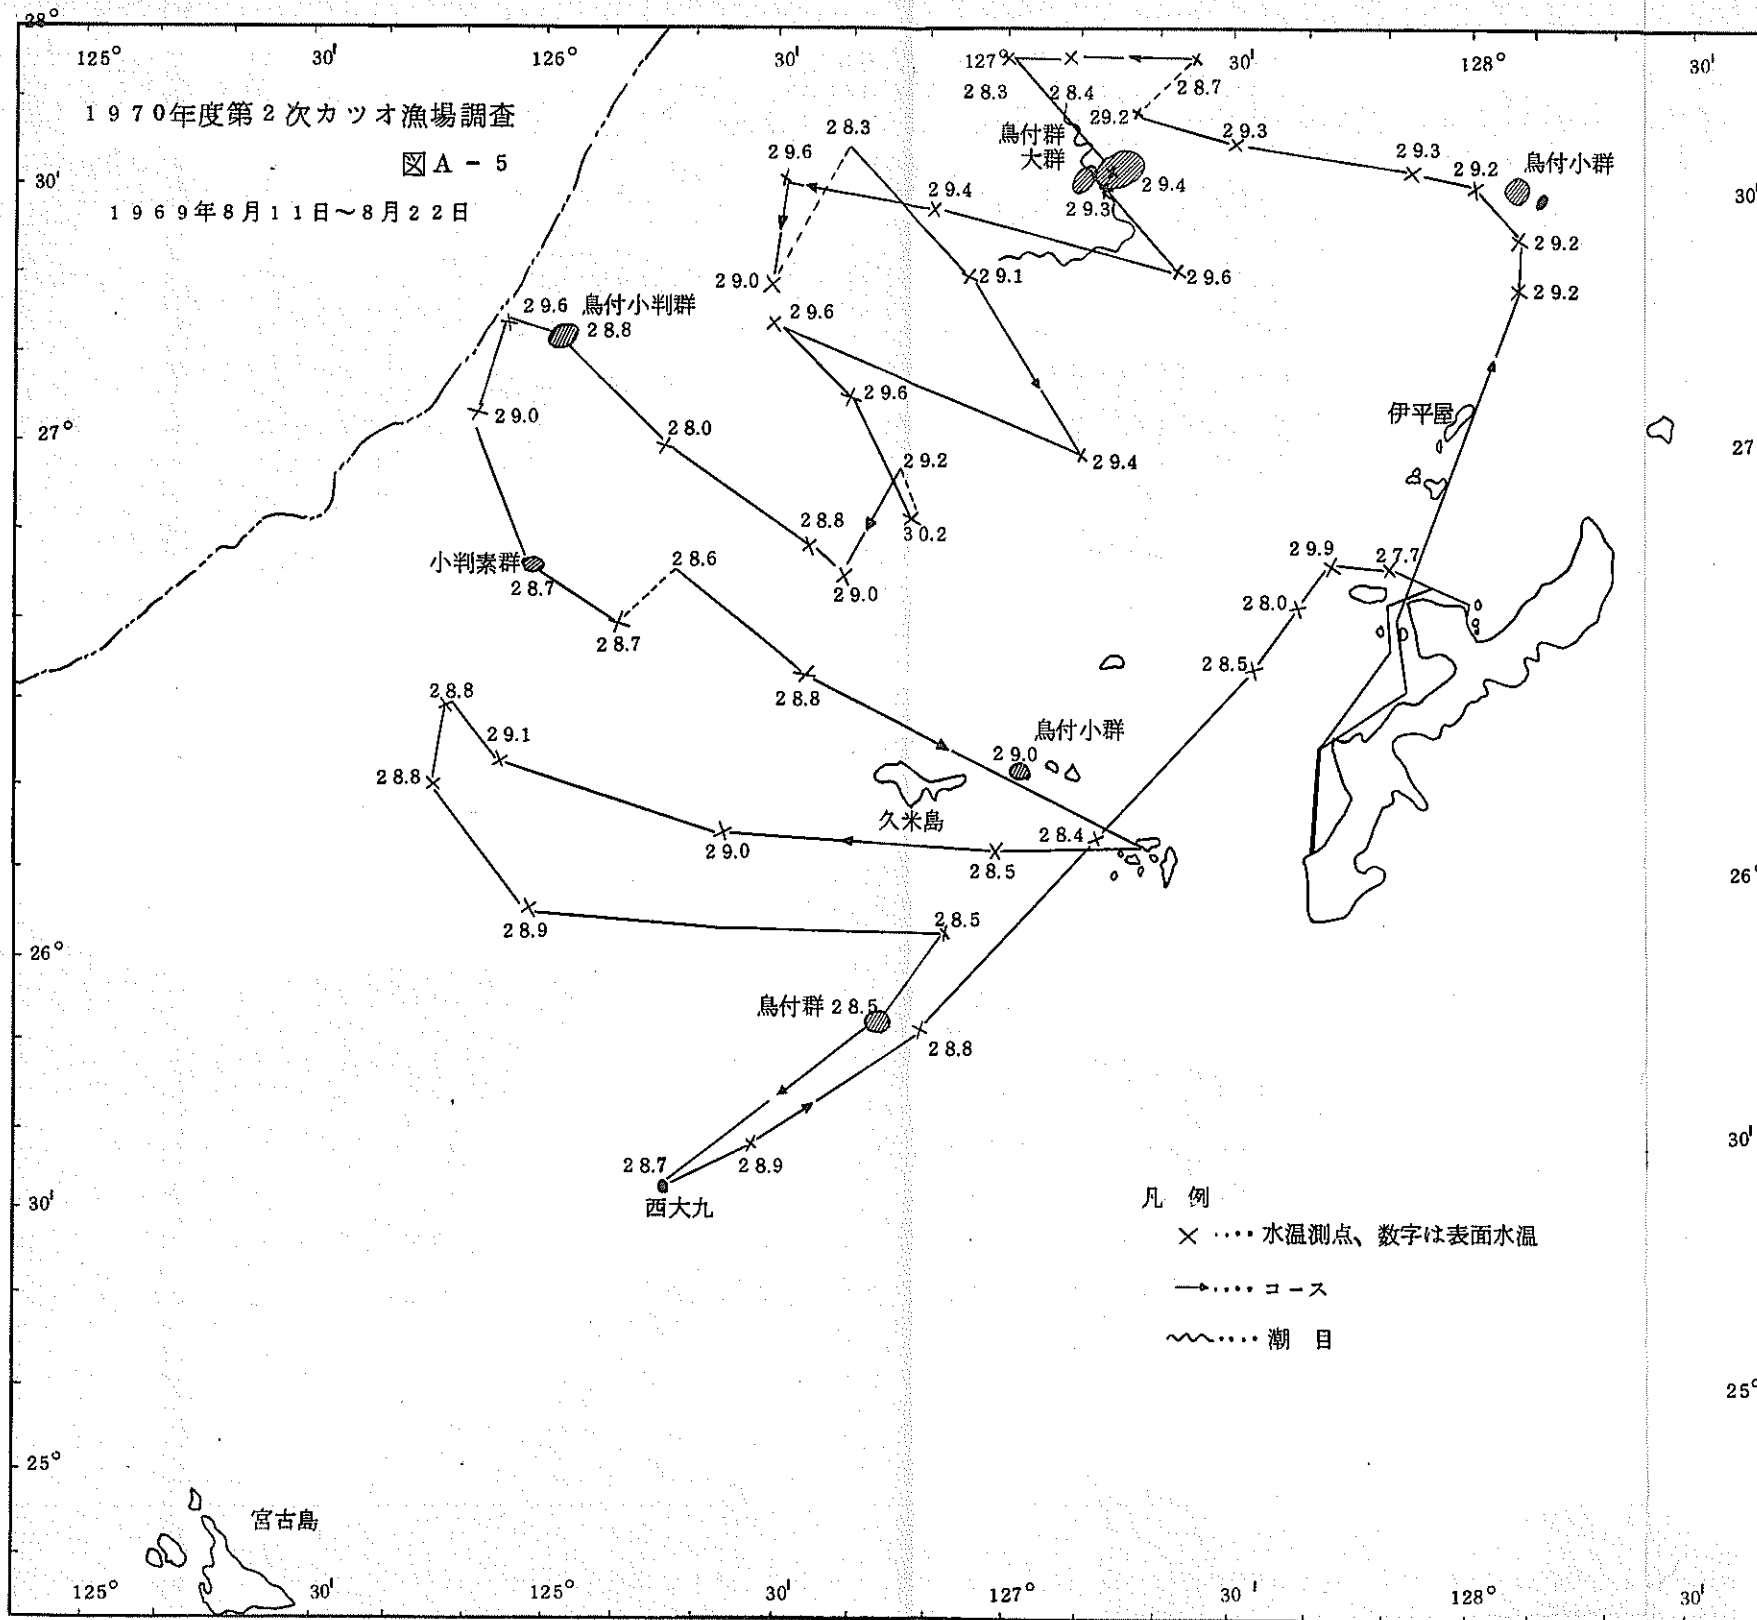 28°
125° 30' 126° 30' 127° 30' 128° 30'
1970年度第2次カツオ漁場調査
図A-5
1969年8月11日~8月22日
28.3 28.4 28.7
29.2
28.3
29.3
鳥付群
大群
29.6
29.3
29.2 鳥付小群
30'
29.4
29.4
30'
29.3
29.2
29.0
29.1
29.6
29.2
29.6 鳥付小判群
28.8
29.6
29.6
29.0
伊平屋
27°
28.0
27
29.2
29.4
28.8
30.2
29.9 27.7
小判素群
28.6
28.7
29.0
28.0
28.7
28.5
28.8
28.8
29.1
鳥付小群
29.0
28.8
久米島
28.4
29.0
28.5
26°
28.9
28.5
26°
鳥付群 28.5
28.8
28.7
28.9
30'
30'
西大九
凡 例
× ···· 水温測点、数字は表面水温
→···· コース
〜〜···· 潮 目
25°
25°
宮古島
125° 30' 125° 30' 127° 30' 128° 30'